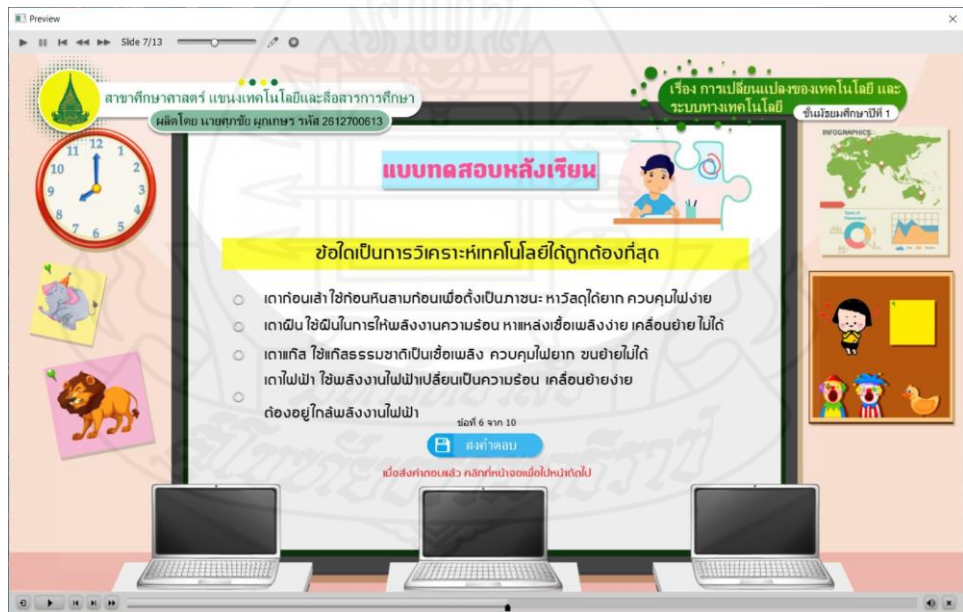 Preview
Slide 7/13
สาขาศึกษาศาสตร์ แขนงเทคโนโลยีและสื่อสารการศึกษา
ผลิตโดย นายศุภชัย ผูกเกษร รหัส 2612700613
เรื่อง การเปลี่ยนแปลงของเทคโนโลยี และ
ระบบทางเทคโนโลยี
ชั้นมัธยมศึกษาปีที่ 1
INFOGRAPHICS
แบบทดสอบหลังเรียน
ข้อใดเป็นการวิเคราะห์เทคโนโลยีได้ถูกต้องที่สุด
เตาก้อนเส้า ใช้ก้อนหินสามก้อนเพื่อตั้งเป็นภาชนะ หาวัสดุได้ยาก ควบคุมไฟง่าย
เตาฟืน ใช้ฟืนในการให้พลังงานความร้อน หาแหล่งเชื้อเพลิงง่าย เคลื่อนย้ายไม่ได้
เตาแก๊ส ใช้แก๊สธรรมชาติเป็นเชื้อเพลิง ควบคุมไฟยาก ขนย้ายไม่ได้
เตาไฟฟ้า ใช้พลังงานไฟฟ้าเปลี่ยนเป็นความร้อน เคลื่อนย้ายง่าย
ต้องอยู่ใกล้พลังงานไฟฟ้า
ข้อที่ 6 จาก 10
ส่งคำตอบ
เมื่อส่งคำตอบแล้ว คลิกที่หน้าจอเพื่อไปหน้าถัดไป